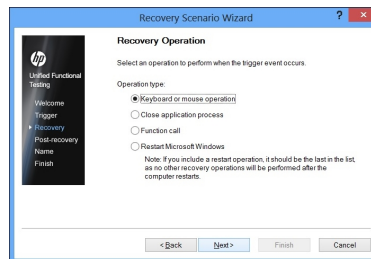 Recovery Scenario Wizard
?
×
hp
Unified Functional
Testing
Welcome
Trigger
Recovery
Post-recovery
Name
Finish
Recovery Operation
Select an operation to perform when the trigger event occurs.
Operation type:
Keyboard or mouse operation
Close application process
Function call
Restart Microsoft Windows
Note: If you include a restart operation, it should be the last in the list,
as no other recovery operations will be performed after the
computer restarts.
< Back
Next >
Finish
Cancel